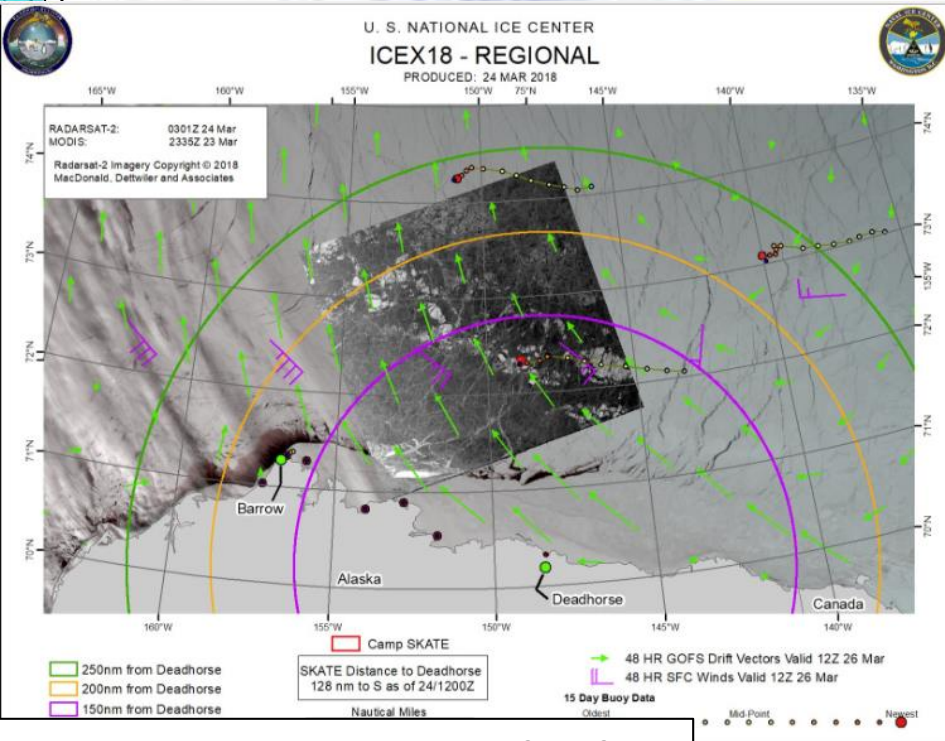 U. S. NATIONAL ICE CENTER
ICEX18 - REGIONAL
PRODUCED: 24 MAR 2018
165°W 160°W 155°W 150°W 75°N 145°W 140°W 135°W
RADARSAT-2: 0301Z 24 Mar
MODIS: 2335Z 23 Mar
Radarsat-2 Imagery Copyright © 2018
MacDonald, Dettwiler and Associates
74°N
73°N
72°N
71°N
70°N
74°N
73°N
135°W
72°N
71°N
70°N
Barrow
Alaska
Deadhorse
Canada
160°W 155°W 150°W 145°W 140°W
Camp SKATE
250nm from Deadhorse
200nm from Deadhorse
150nm from Deadhorse
SKATE Distance to Deadhorse
128 nm to S as of 24/1200Z
Nautical Miles
48 HR GOFS Drift Vectors Valid 12Z 26 Mar
48 HR SFC Winds Valid 12Z 26 Mar
15 Day Buoy Data
Oldest Mid-Point Newest